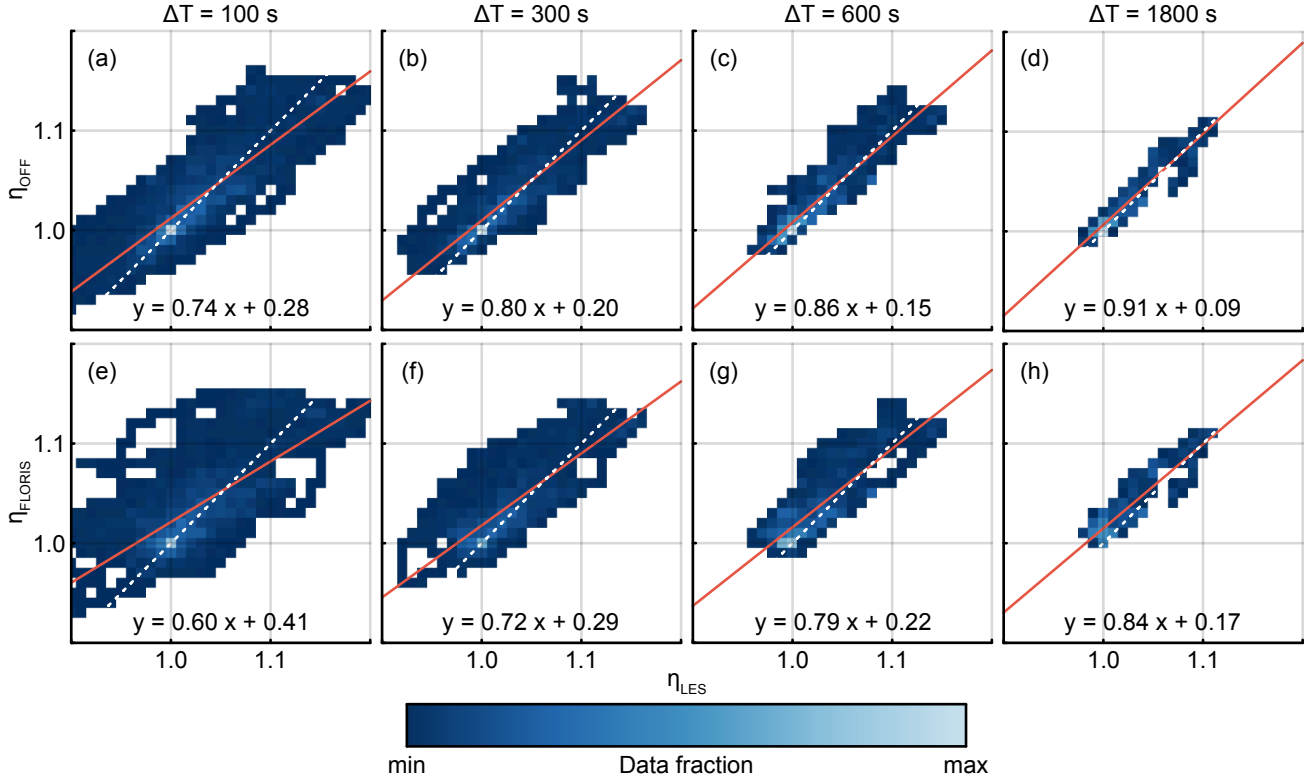 ΔT = 100 s ΔT = 300 s ΔT = 600 s ΔT = 1800 s
(a) (b) (c) (d)
1.1
η_OFF
1.0
y = 0.74 x + 0.28 y = 0.80 x + 0.20 y = 0.86 x + 0.15 y = 0.91 x + 0.09
(e) (f) (g) (h)
1.1
η_FLORIS
1.0
y = 0.60 x + 0.41 y = 0.72 x + 0.29 y = 0.79 x + 0.22 y = 0.84 x + 0.17
1.0 1.1 1.0 1.1 1.0 1.1 1.0 1.1
η_LES
min Data fraction max